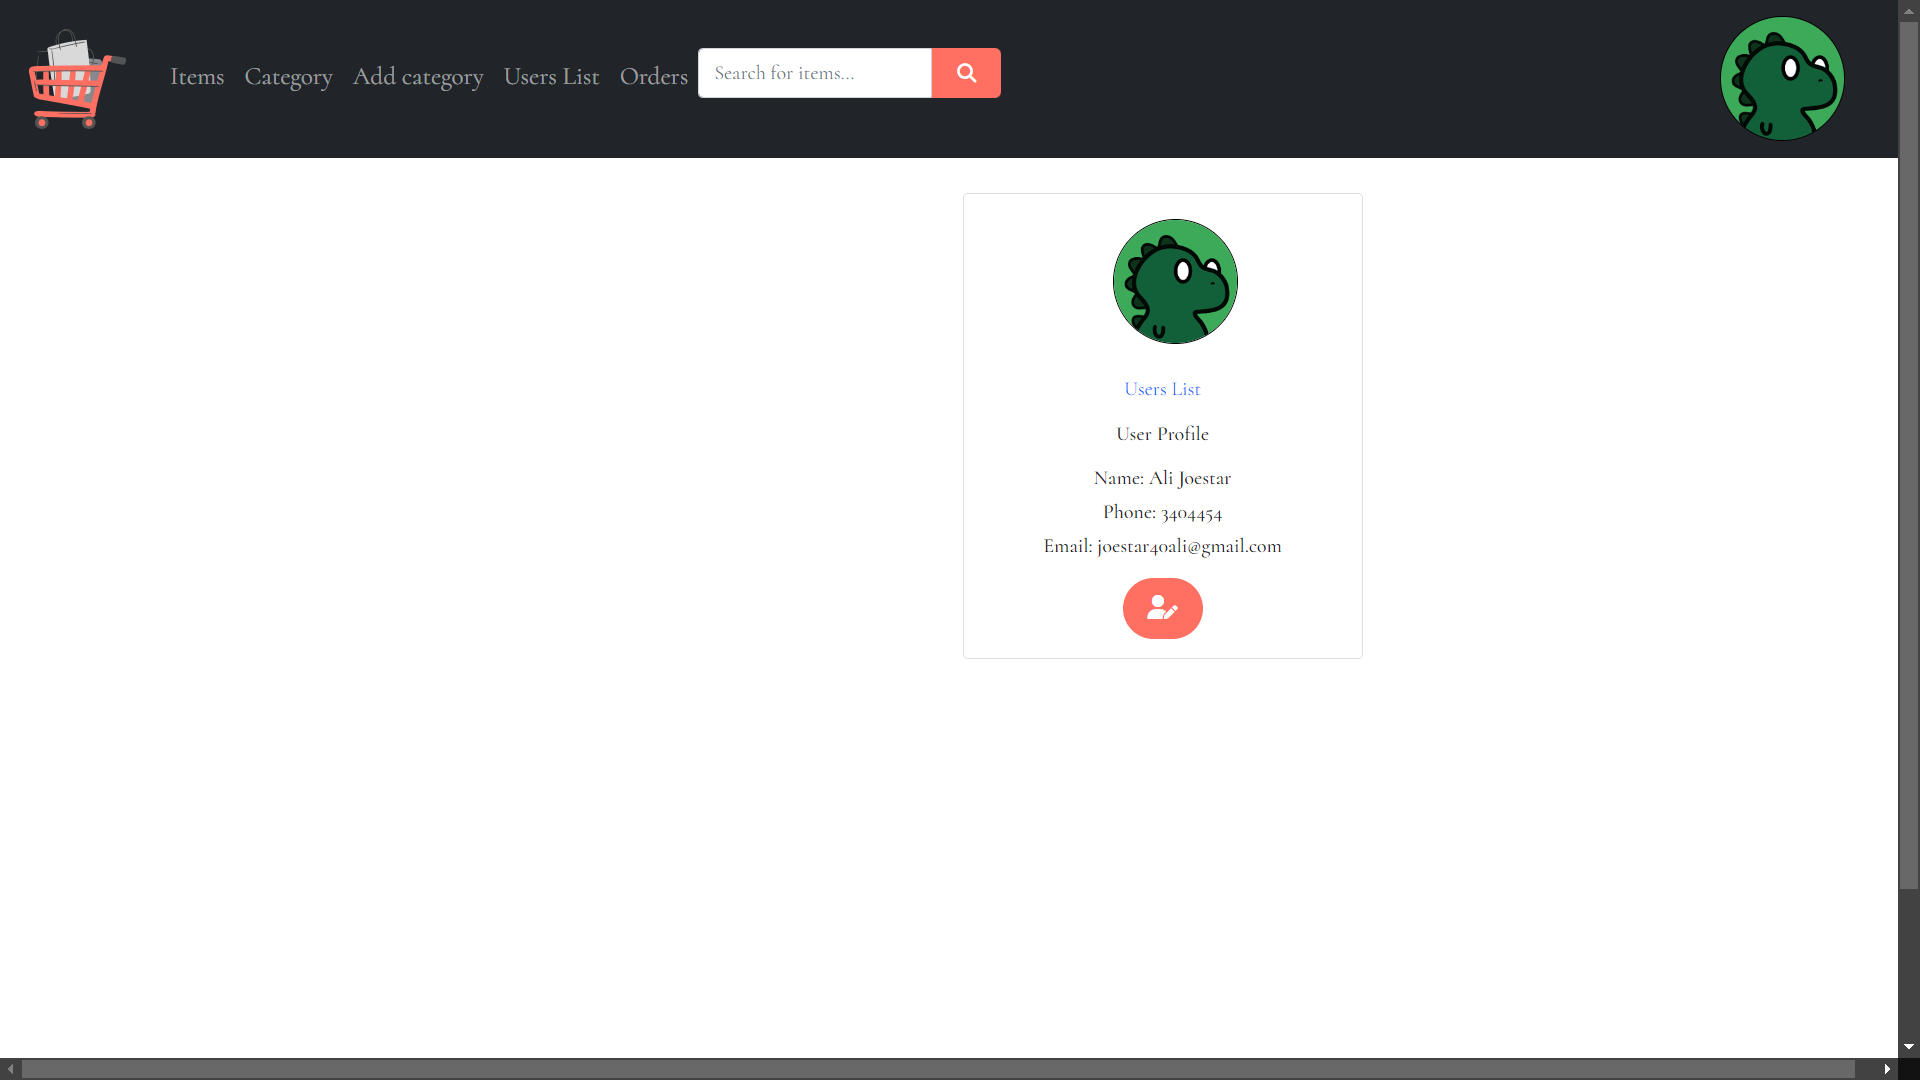 Items Category Add category Users List Orders Search for items...
Users List
User Profile
Name: Ali Joestar
Phone: 3404454
Email: joestar40ali@gmail.com